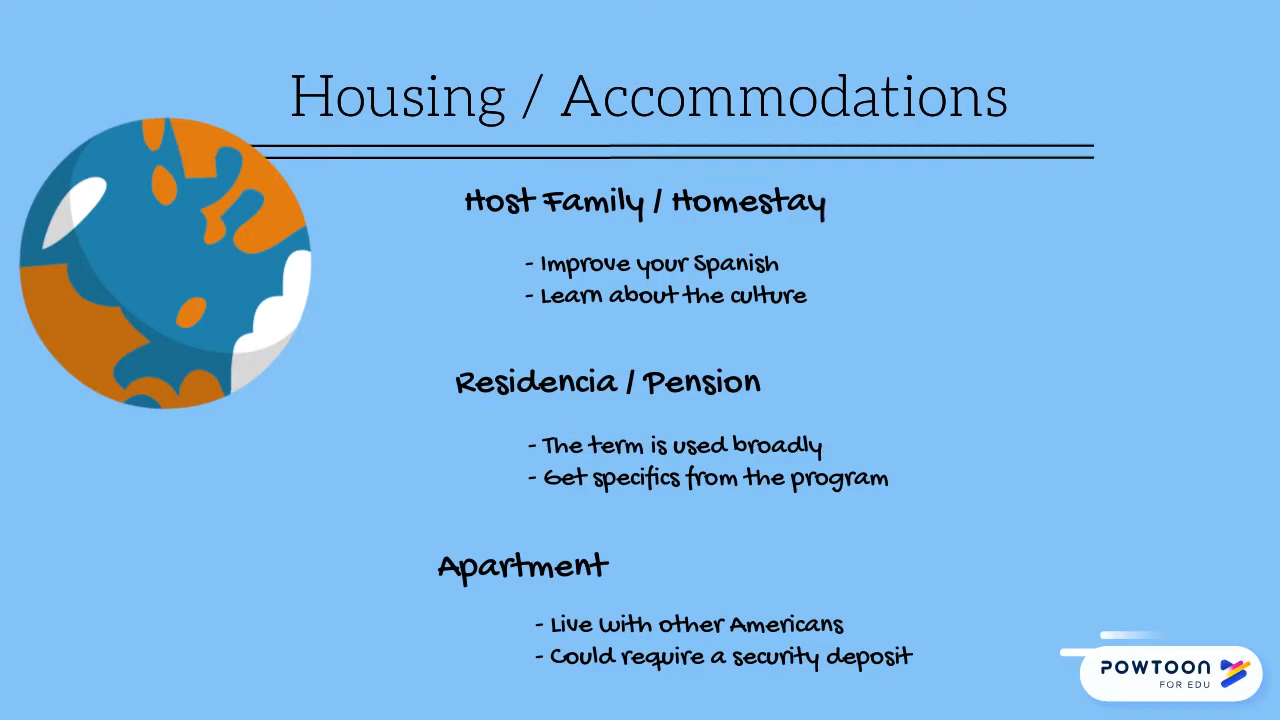 Housing / Accommodations
Host Family / Homestay
- Improve your Spanish
- Learn about the culture
Residencia / Pension
- The term is used broadly
- Get specifics from the program
Apartment
- Live with other Americans
- Could require a security deposit
POWTOON
FOR EDU